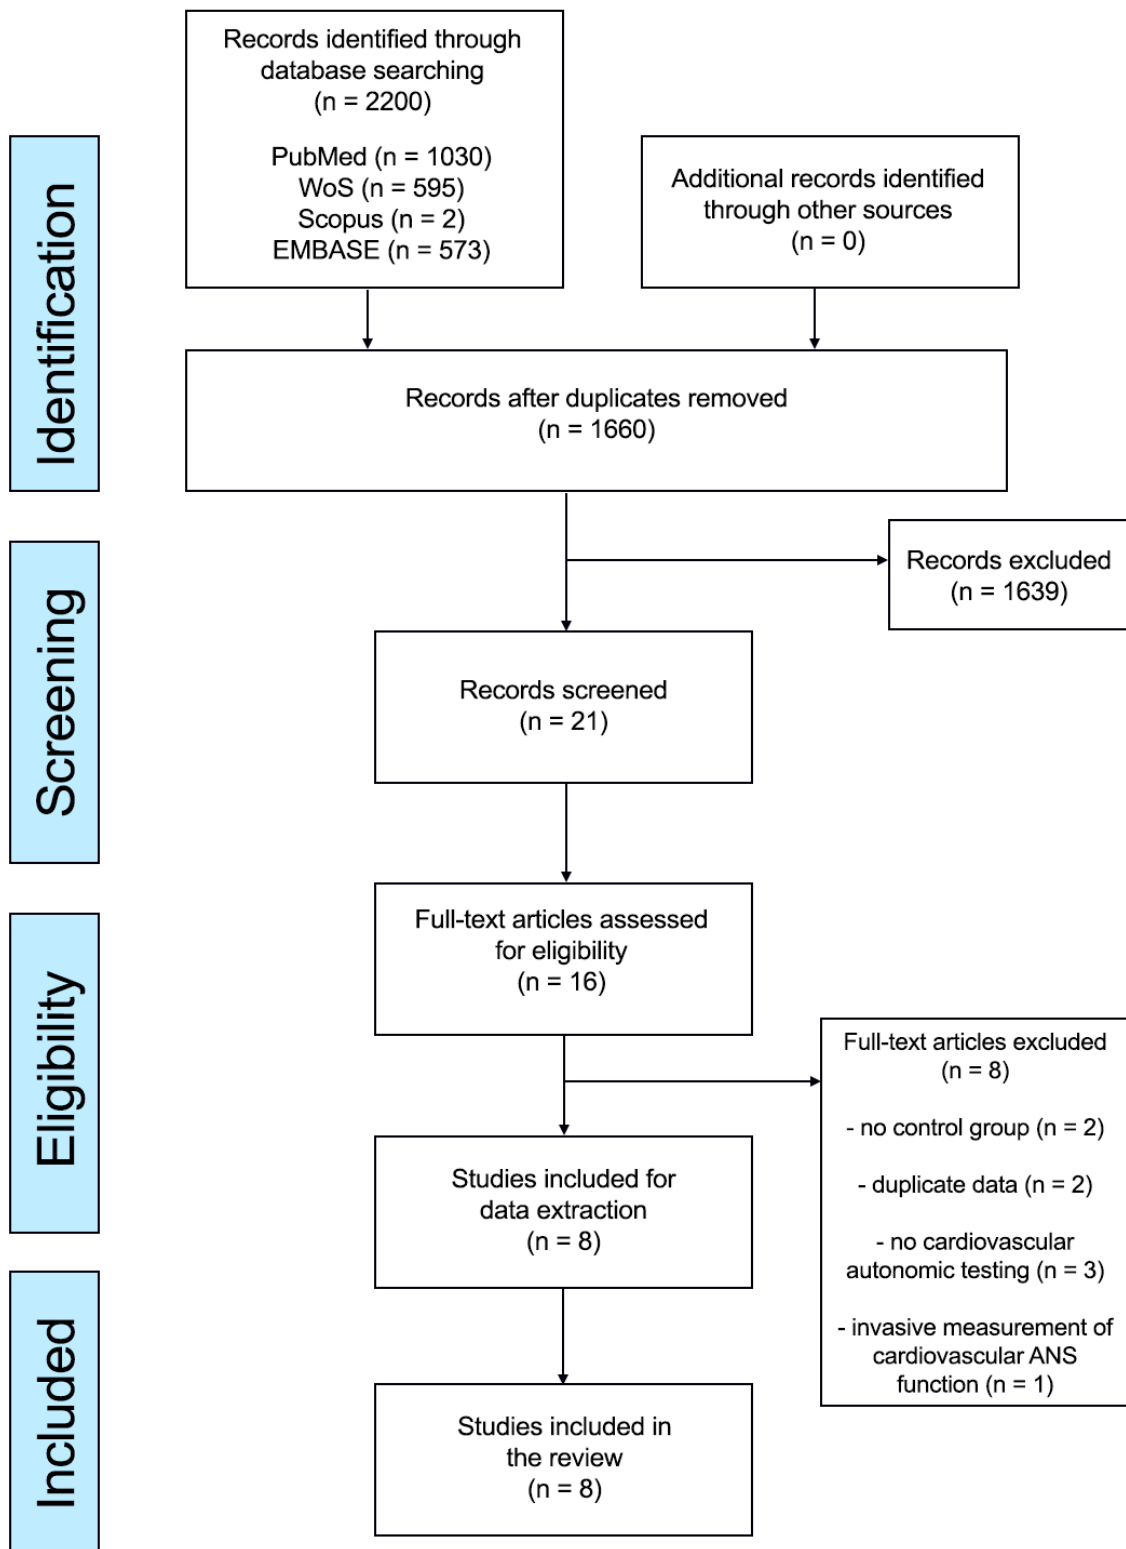 Records identified through
database searching
(n = 2200)
PubMed (n = 1030)
WoS (n = 595)
Scopus (n = 2)
EMBASE (n = 573)
Additional records identified
through other sources
(n = 0)
Identification
Records after duplicates removed
(n = 1660)
Records excluded
(n = 1639)
Screening
Records screened
(n = 21)
Full-text articles assessed
for eligibility
(n = 16)
Eligibility
Full-text articles excluded
(n = 8)
- no control group (n = 2)
- duplicate data (n = 2)
- no cardiovascular
autonomic testing (n = 3)
- invasive measurement of
cardiovascular ANS
function (n = 1)
Studies included for
data extraction
(n = 8)
Included
Studies included in
the review
(n = 8)